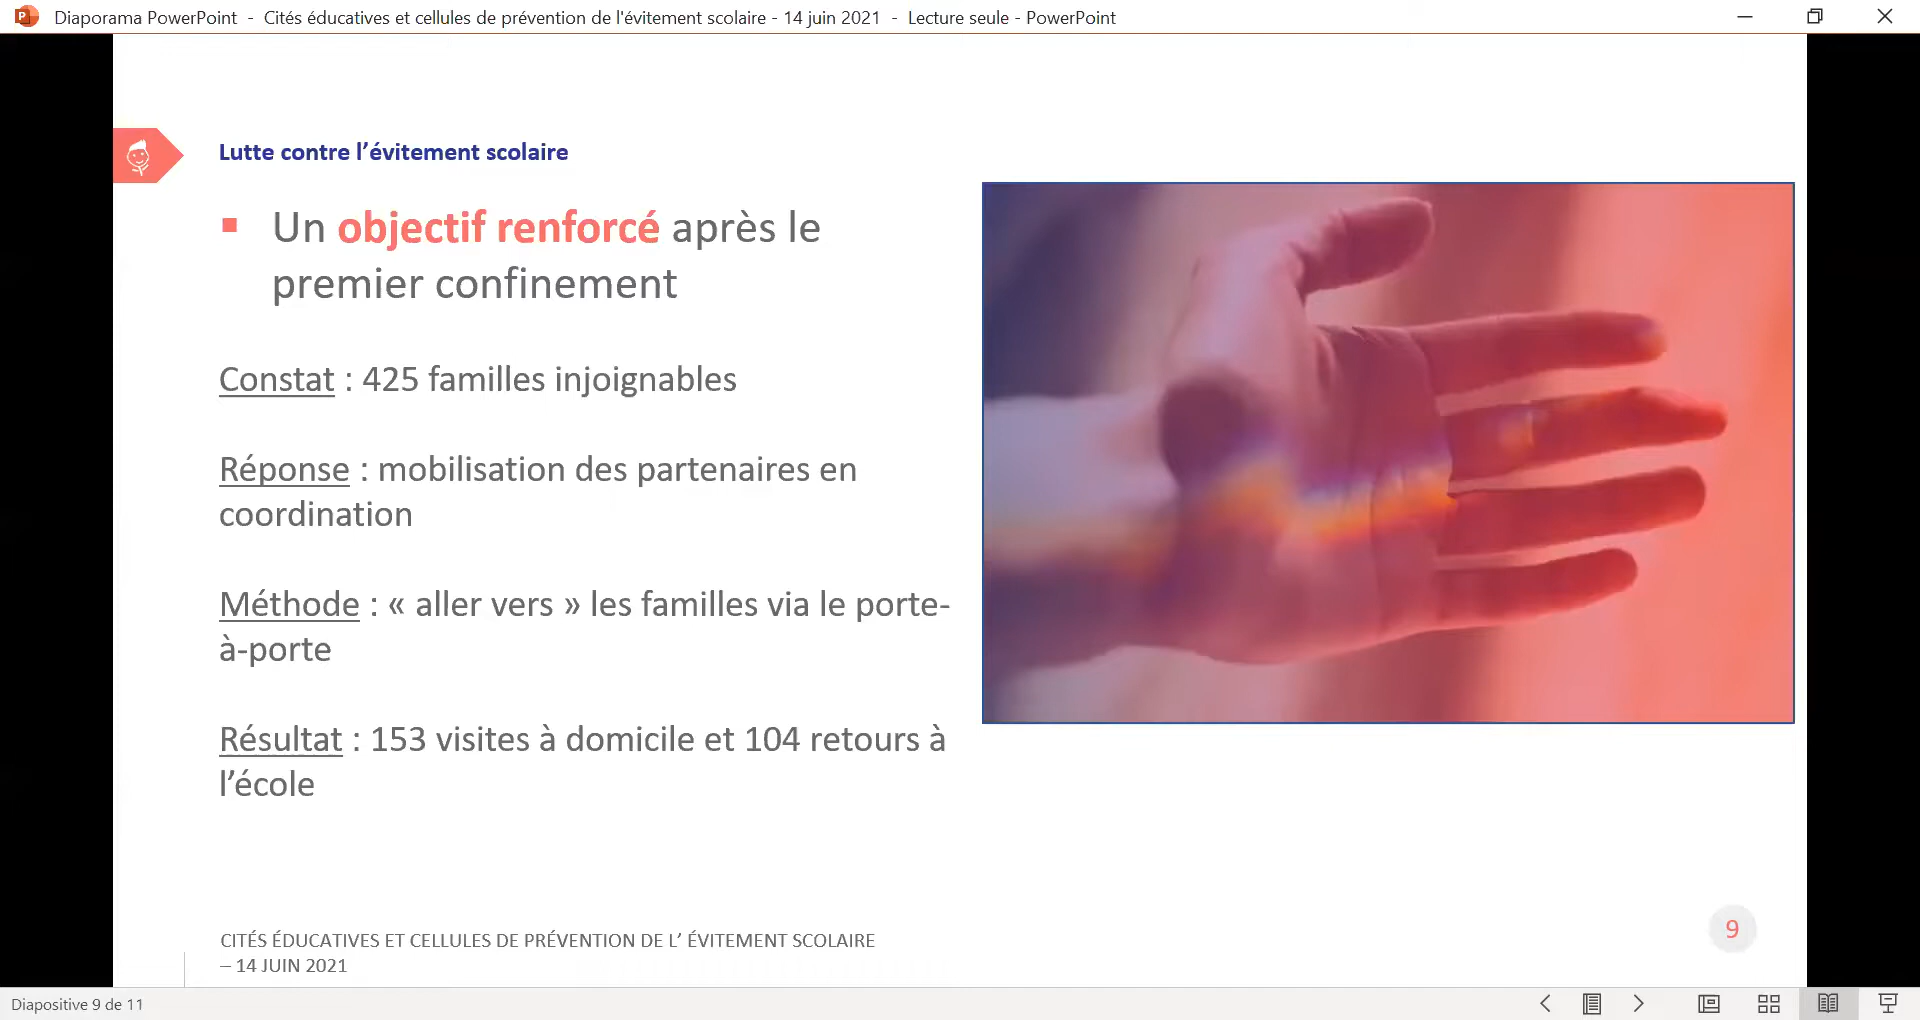 Diaporama PowerPoint - Cités éducatives et cellules de prévention de l'évitement scolaire - 14 juin 2021 - Lecture seule - PowerPoint
Lutte contre l’évitement scolaire
Un objectif renforcé après le
premier confinement
Constat : 425 familles injoignables
Réponse : mobilisation des partenaires en
coordination
Méthode : « aller vers » les familles via le porte-
à-porte
Résultat : 153 visites à domicile et 104 retours à
l’école
CITÉS ÉDUCATIVES ET CELLULES DE PRÉVENTION DE L’ ÉVITEMENT SCOLAIRE
– 14 JUIN 2021
9
Diapositive 9 de 11